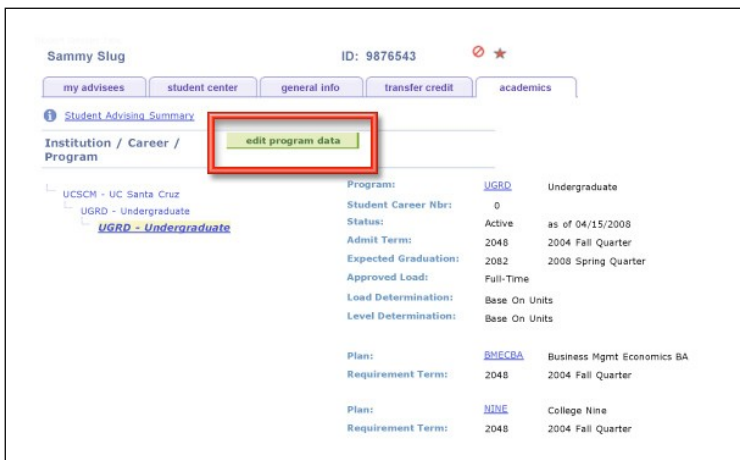 Sammy Slug ID: 9876543
my advisees student center general info transfer credit academics
Student Advising Summary
Institution / Career / Program
edit program data
UCSCM - UC Santa Cruz
UGRD - Undergraduate
UGRD - Undergraduate
Program: UGRD Undergraduate
Student Career Nbr: 0
Status: Active as of 04/15/2008
Admit Term: 2048 2004 Fall Quarter
Expected Graduation: 2082 2008 Spring Quarter
Approved Load: Full-Time
Load Determination: Base On Units
Level Determination: Base On Units
Plan: BMECBA Business Mgmt Economics BA
Requirement Term: 2048 2004 Fall Quarter
Plan: NINE College Nine
Requirement Term: 2048 2004 Fall Quarter